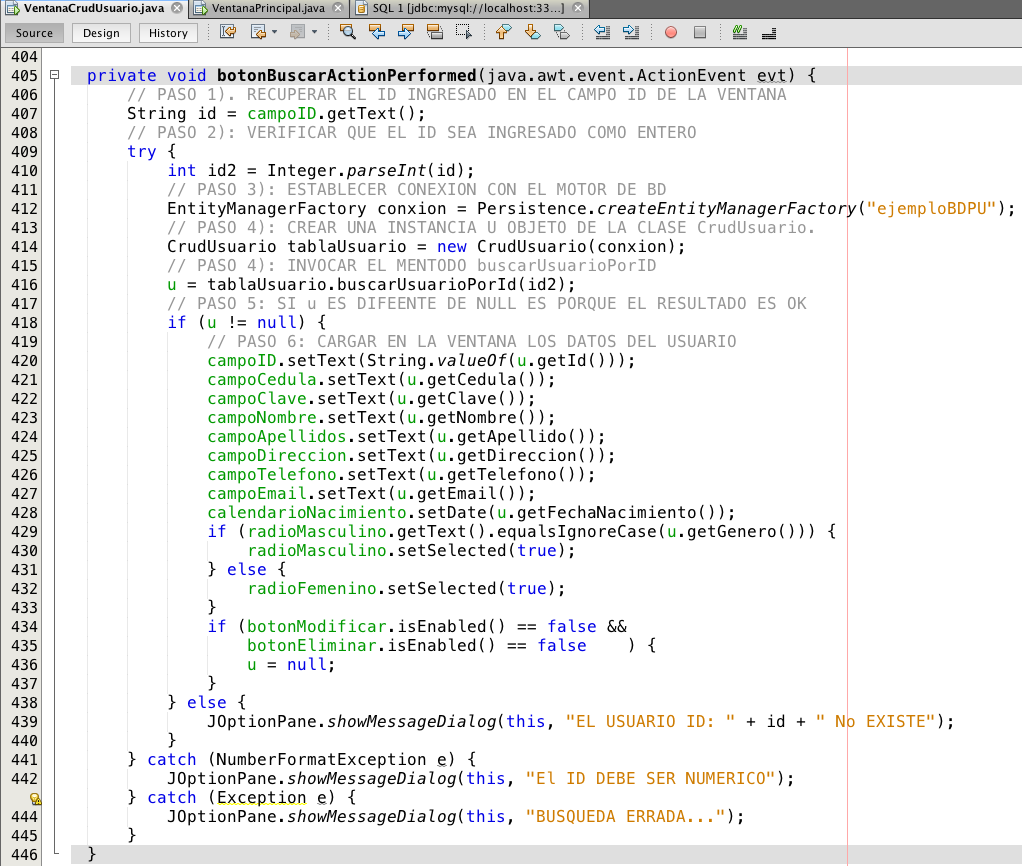 VentanaCrudUsuario.java VentanaPrincipal.java SQL 1 [jdbc:mysql://localhost:33...]
Source Design History
404
405 private void botonBuscarActionPerformed(java.awt.event.ActionEvent evt) {
406 // PASO 1). RECUPERAR EL ID INGRESADO EN EL CAMPO ID DE LA VENTANA
407 String id = campoID.getText();
408 // PASO 2): VERIFICAR QUE EL ID SEA INGRESADO COMO ENTERO
409 try {
410 int id2 = Integer.parseInt(id);
411 // PASO 3): ESTABLECER CONEXION CON EL MOTOR DE BD
412 EntityManagerFactory conxion = Persistence.createEntityManagerFactory("ejemploBDPU");
413 // PASO 4): CREAR UNA INSTANCIA U OBJETO DE LA CLASE CrudUsuario.
414 CrudUsuario tablaUsuario = new CrudUsuario(conxion);
415 // PASO 4): INVOCAR EL MENTODO buscarUsuarioPorID
416 u = tablaUsuario.buscarUsuarioPorId(id2);
417 // PASO 5: SI u ES DIFEENTE DE NULL ES PORQUE EL RESULTADO ES OK
418 if (u != null) {
419 // PASO 6: CARGAR EN LA VENTANA LOS DATOS DEL USUARIO
420 campoID.setText(String.valueOf(u.getId()));
421 campoCedula.setText(u.getCedula());
422 campoClave.setText(u.getClave());
423 campoNombre.setText(u.getNombre());
424 campoApellidos.setText(u.getApellido());
425 campoDireccion.setText(u.getDireccion());
426 campoTelefono.setText(u.getTelefono());
427 campoEmail.setText(u.getEmail());
428 calendarioNacimiento.setDate(u.getFechaNacimiento());
429 if (radioMasculino.getText().equalsIgnoreCase(u.getGenero())) {
430 radioMasculino.setSelected(true);
431 } else {
432 radioFemenino.setSelected(true);
433 }
434 if (botonModificar.isEnabled() == false &&
435 botonEliminar.isEnabled() == false ) {
436 u = null;
437 }
438 } else {
439 JOptionPane.showMessageDialog(this, "EL USUARIO ID: " + id + " No EXISTE");
440 }
441 } catch (NumberFormatException e) {
442 JOptionPane.showMessageDialog(this, "El ID DEBE SER NUMERICO");
} catch (Exception e) {
444 JOptionPane.showMessageDialog(this, "BUSQUEDA ERRADA...");
445 }
446 }